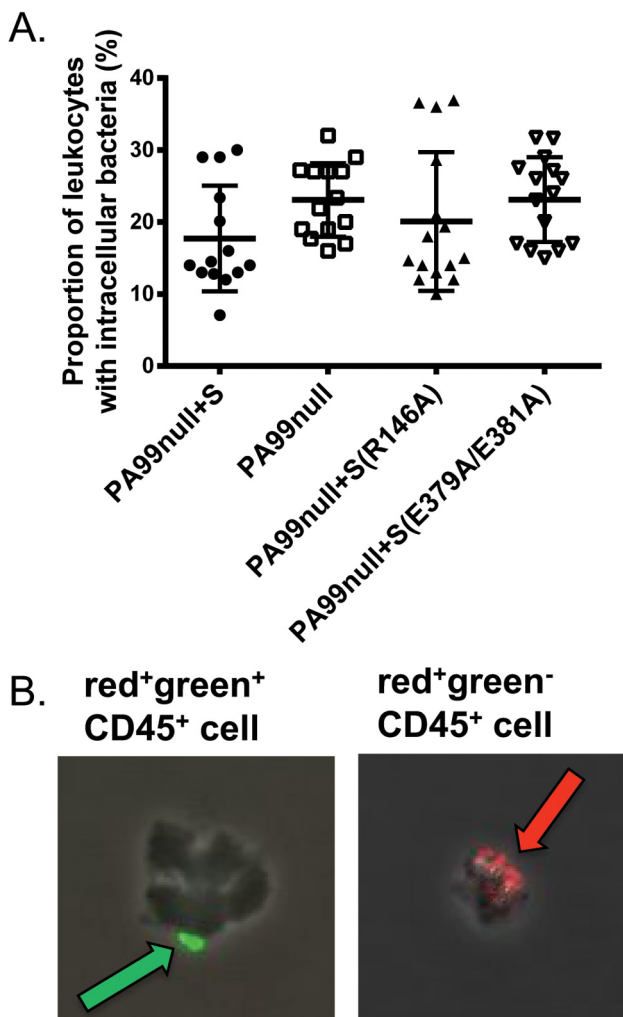 A.
Proportion of leukocytes
with intracellular bacteria (%)
40
30
20
10
0
PA99null+S
PA99null
PA99null+S(R146A)
PA99null+S(E379A/E381A)
B.
red⁺green⁺
CD45⁺ cell
red⁺green⁻
CD45⁺ cell